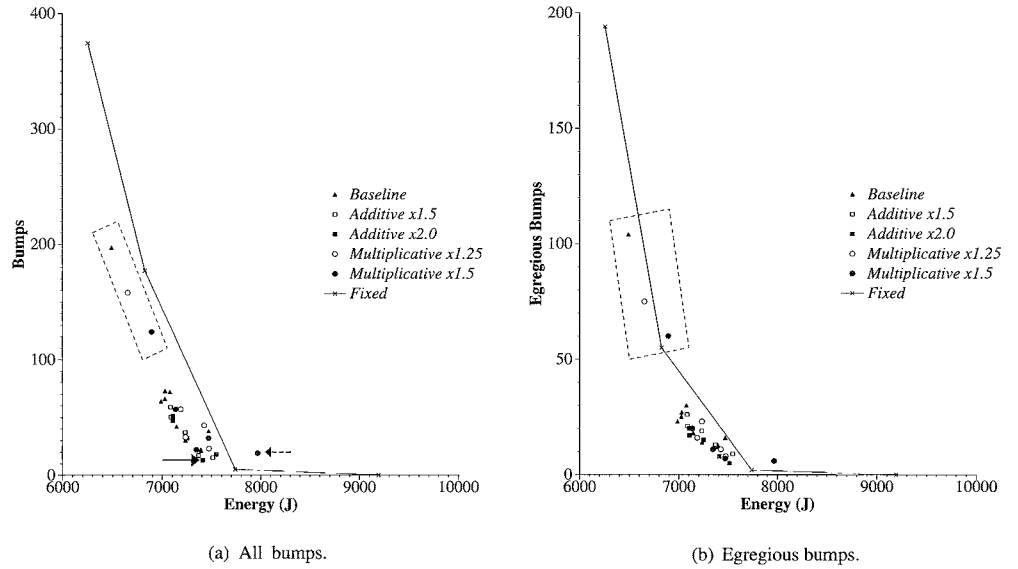 400
300
200
100
0
Bumps
6000 7000 8000 9000 10000
Energy (J)
Baseline
Additive x1.5
Additive x2.0
Multiplicative x1.25
Multiplicative x1.5
Fixed
(a) All bumps.
200
150
100
50
0
Egregious Bumps
6000 7000 8000 9000 10000
Energy (J)
Baseline
Additive x1.5
Additive x2.0
Multiplicative x1.25
Multiplicative x1.5
Fixed
(b) Egregious bumps.